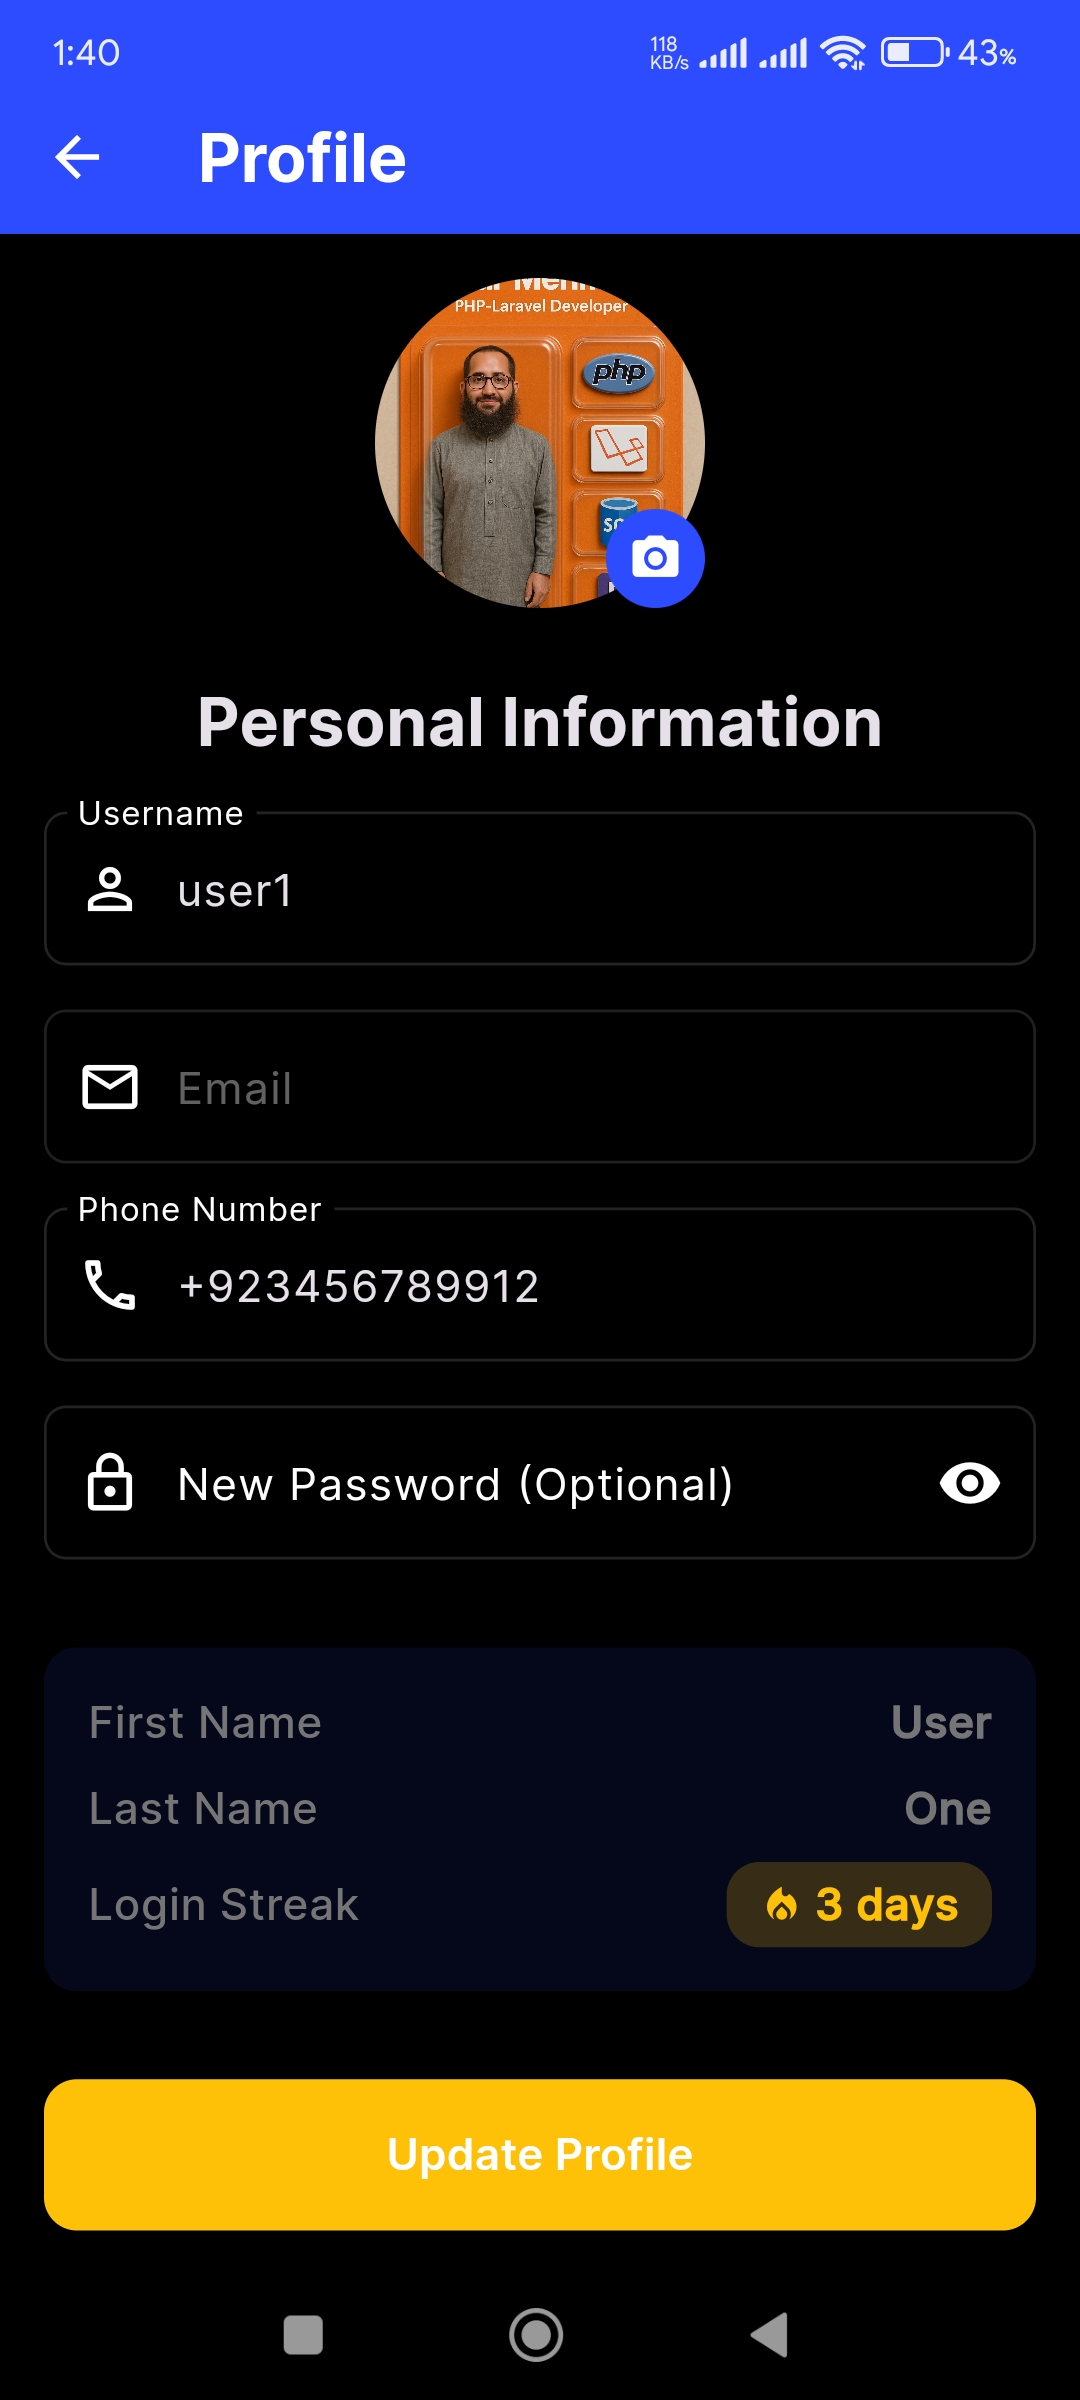 1:40
118
KB/s
43%
Profile
PHP-Laravel Developer
php
Personal Information
Username
user1
Email
Phone Number
+923456789912
New Password (Optional)
First Name
User
Last Name
One
Login Streak
3 days
Update Profile